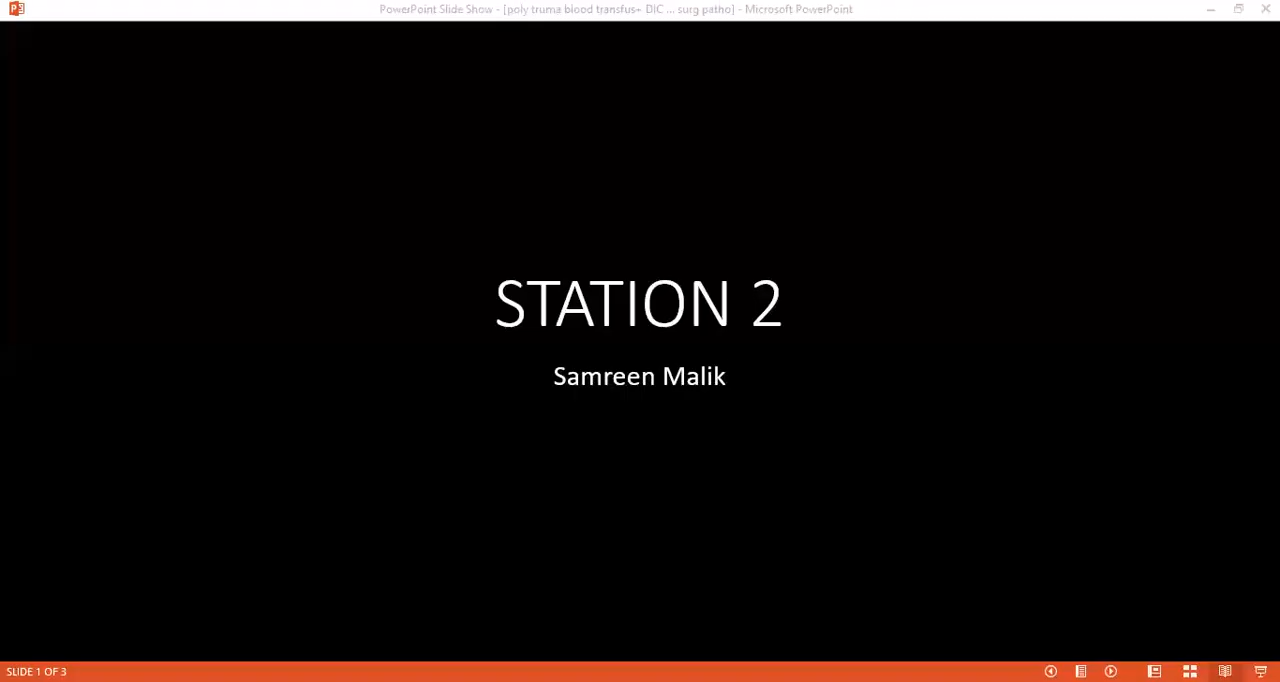 PowerPoint Slide Show - [poly truma blood transfus+ DIC ... surg patho] - Microsoft PowerPoint
STATION 2
Samreen Malik
SLIDE 1 OF 3